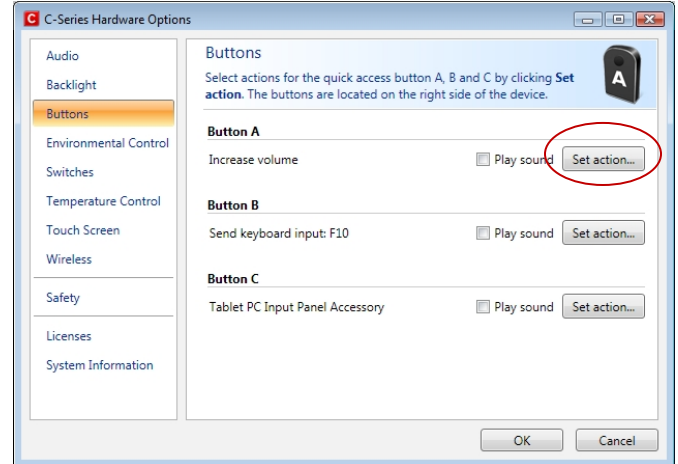 C C-Series Hardware Options
Audio
Backlight
Buttons
Environmental Control
Switches
Temperature Control
Touch Screen
Wireless
Safety
Licenses
System Information
Buttons
Select actions for the quick access button A, B and C by clicking Set
action. The buttons are located on the right side of the device.
A
Button A
Increase volume Play sound Set action...
Button B
Send keyboard input: F10 Play sound Set action...
Button C
Tablet PC Input Panel Accessory Play sound Set action...
OK Cancel